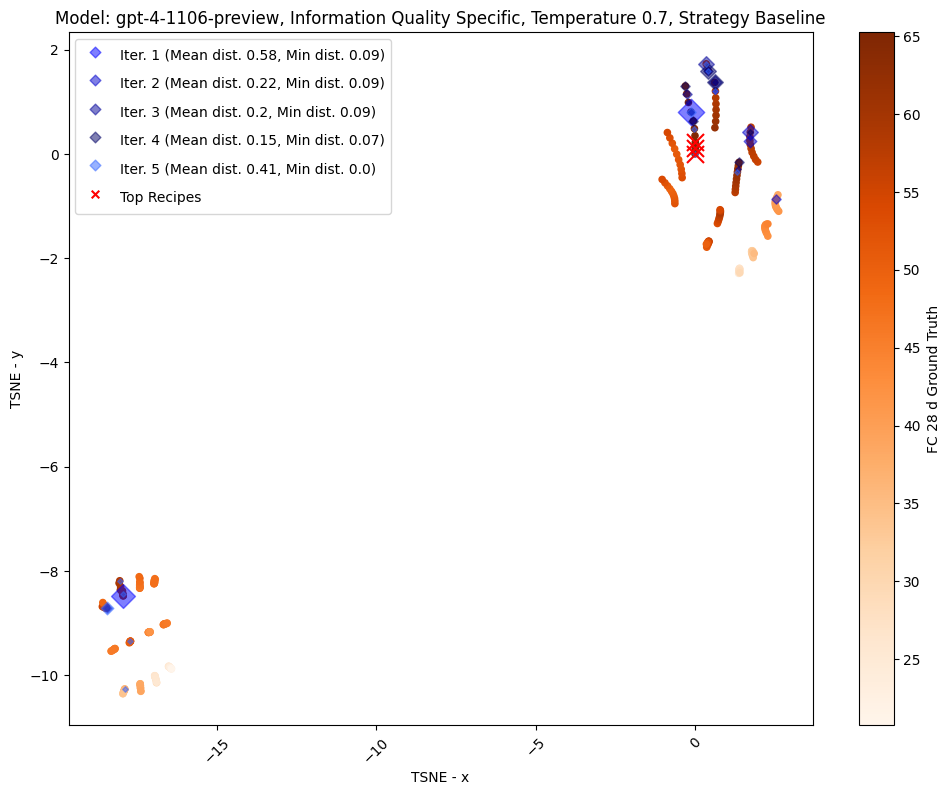 Model: gpt-4-1106-preview, Information Quality Specific, Temperature 0.7, Strategy Baseline
Iter. 1 (Mean dist. 0.58, Min dist. 0.09)
Iter. 2 (Mean dist. 0.22, Min dist. 0.09)
Iter. 3 (Mean dist. 0.2, Min dist. 0.09)
Iter. 4 (Mean dist. 0.15, Min dist. 0.07)
Iter. 5 (Mean dist. 0.41, Min dist. 0.0)
Top Recipes
2
0
−2
−4
−6
−8
−10
TSNE - y
−15
−10
−5
0
TSNE - x
65
60
55
50
45
40
35
30
25
FC 28 d Ground Truth